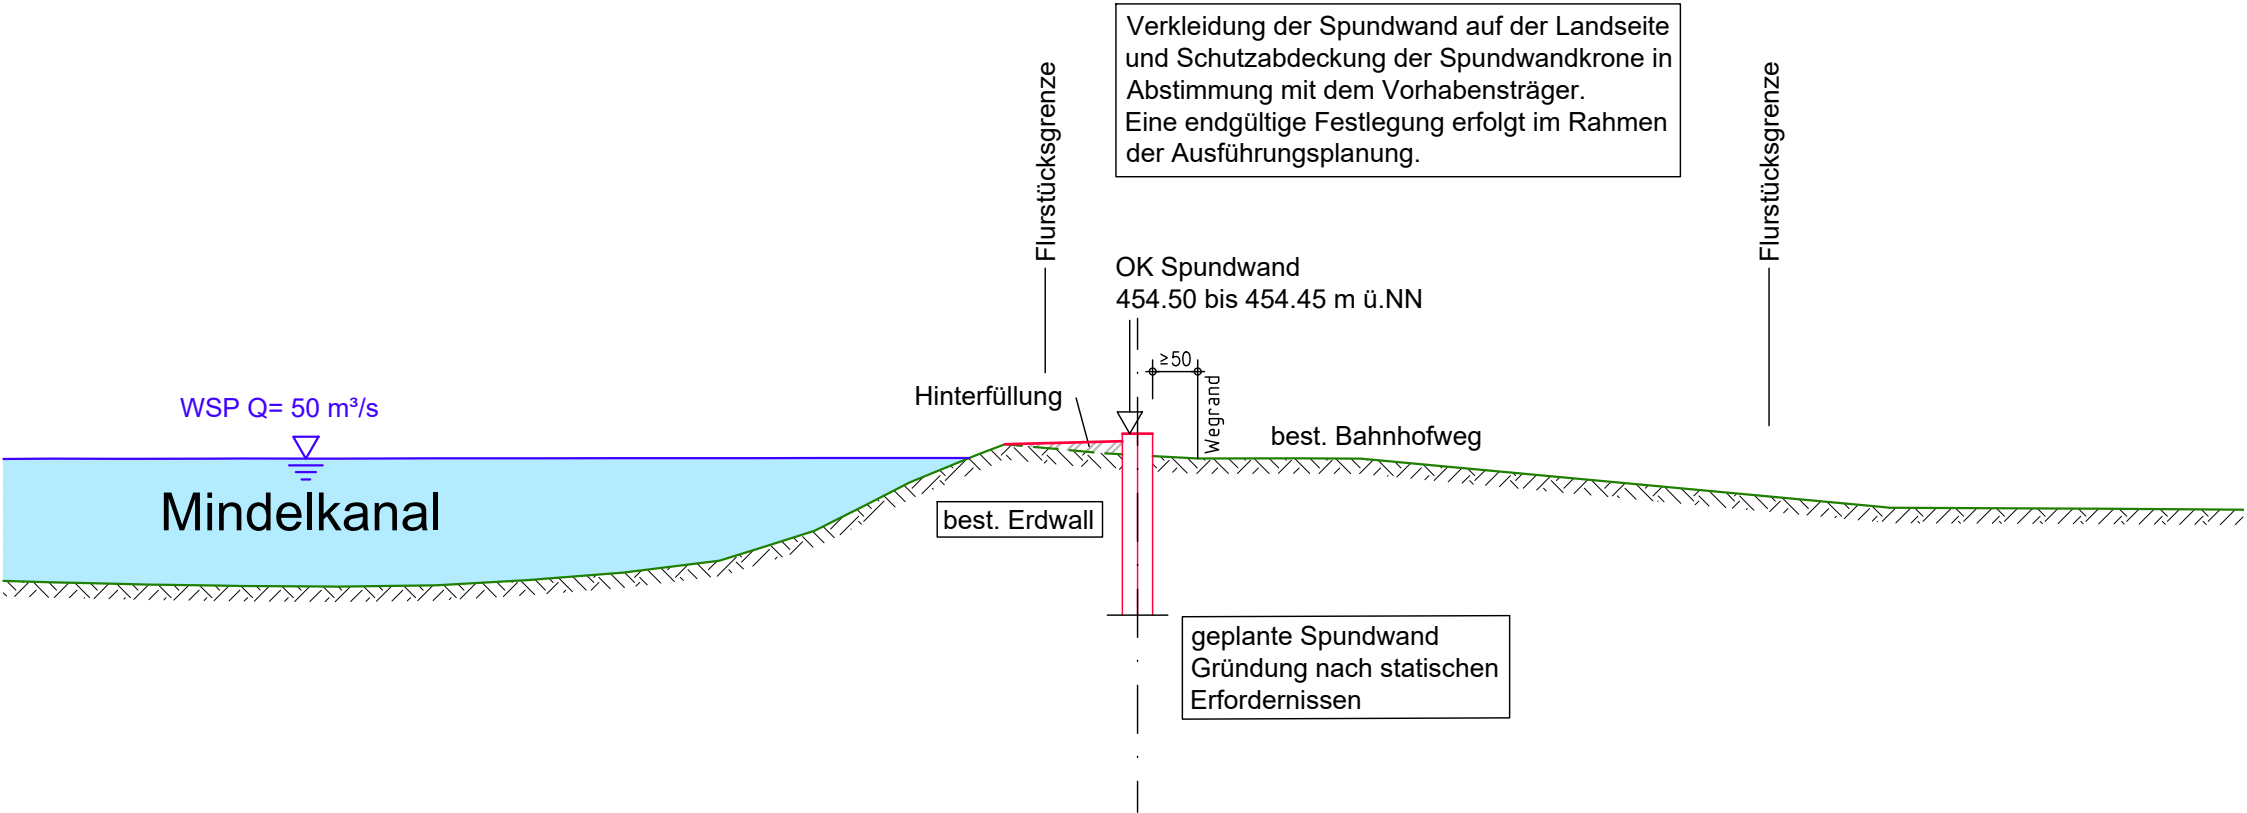 Verkleidung der Spundwand auf der Landseite
und Schutzabdeckung der Spundwandkrone in
Abstimmung mit dem Vorhabensträger.
Eine endgültige Festlegung erfolgt im Rahmen
der Ausführungsplanung.
Flurstücksgrenze
Flurstücksgrenze
OK Spundwand
454.50 bis 454.45 m ü.NN
≥50
Wegrand
Hinterfüllung
WSP Q= 50 m³/s
best. Bahnhofweg
Mindelkanal
best. Erdwall
geplante Spundwand
Gründung nach statischen
Erfordernissen